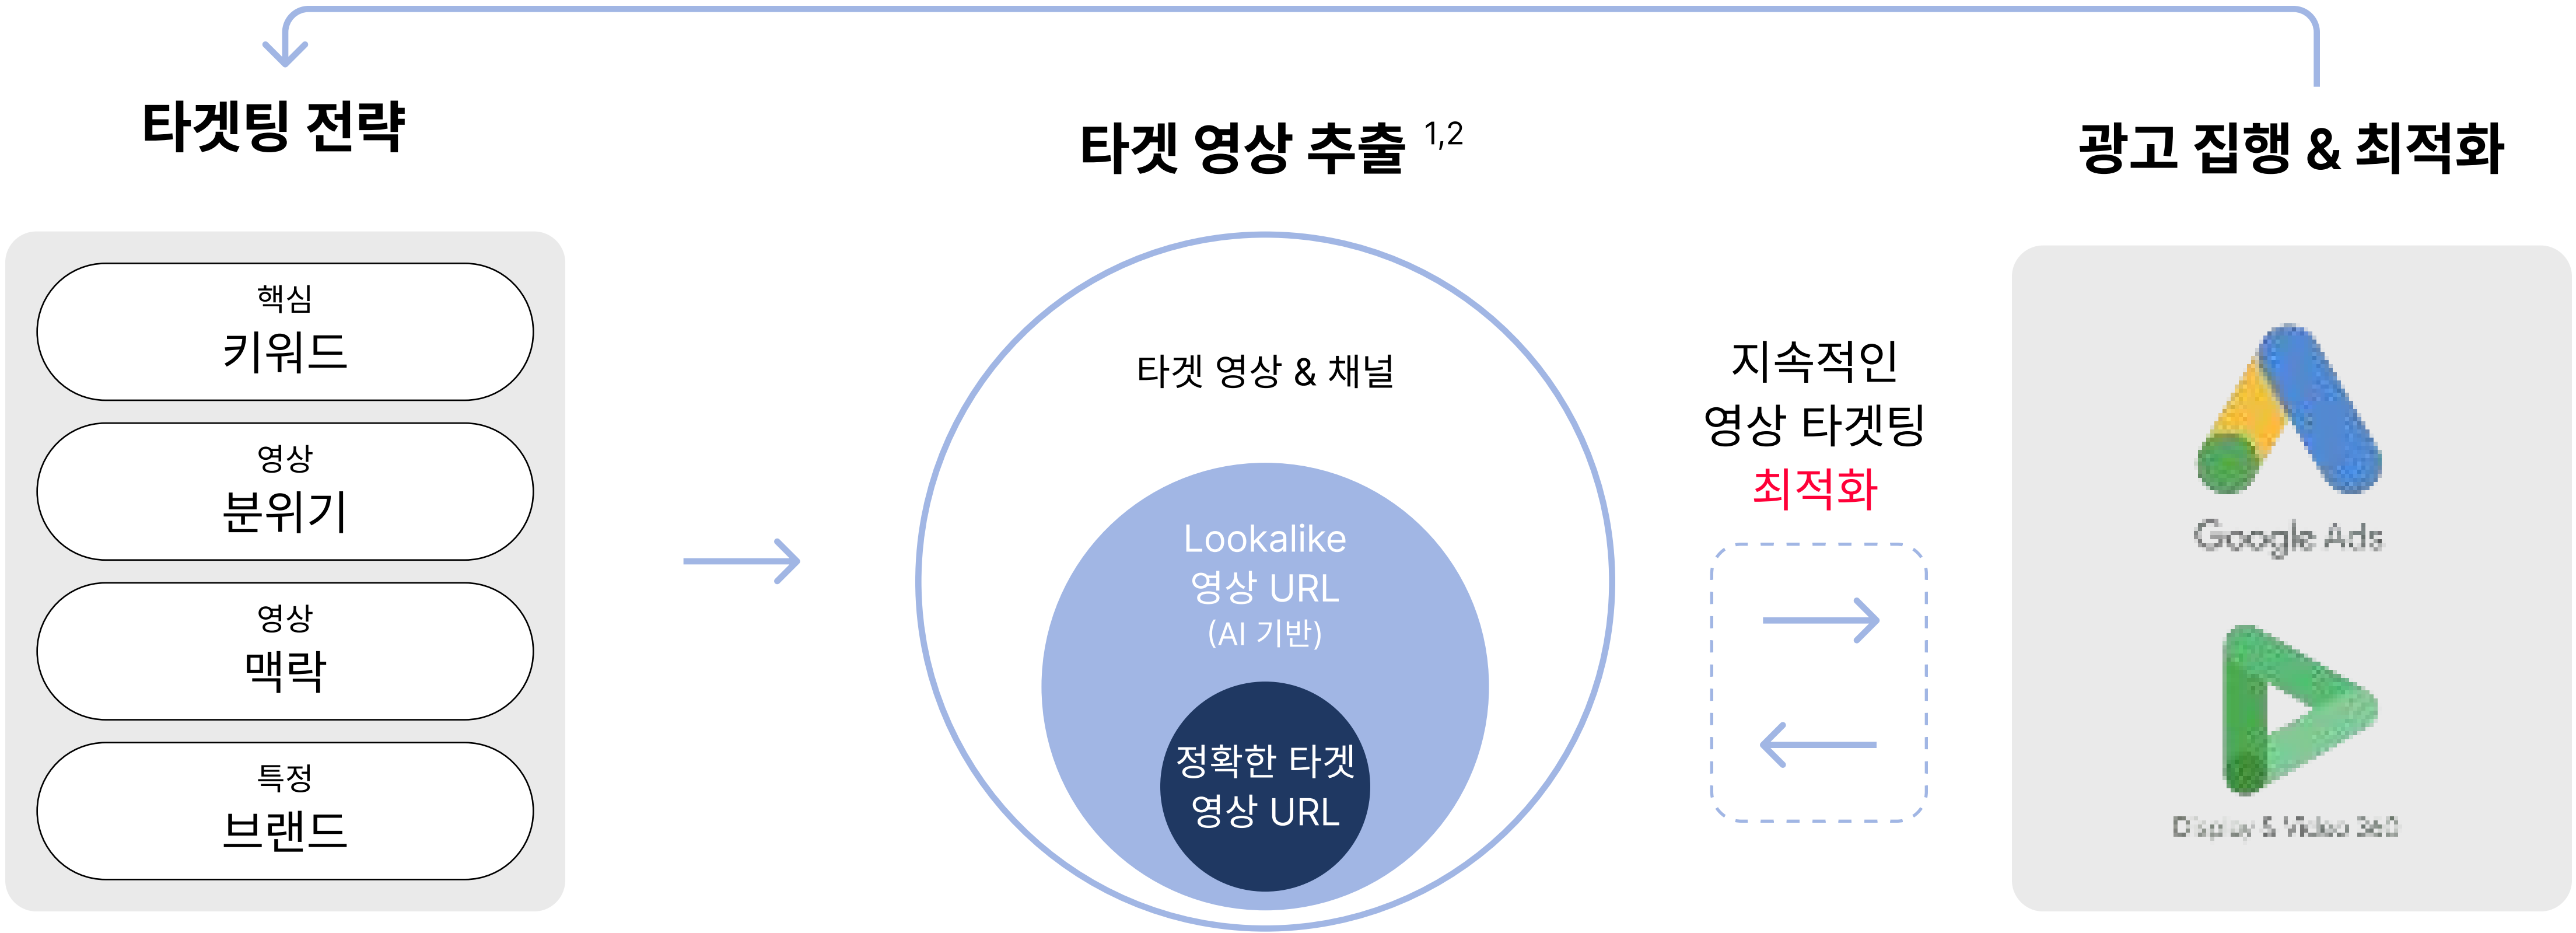 타겟팅 전략
핵심
키워드
영상
분위기
영상
맥락
특정
브랜드
타겟 영상 추출 1,2
타겟 영상 & 채널
Lookalike
영상 URL
(AI 기반)
정확한 타겟
영상 URL
지속적인
영상 타겟팅
최적화
광고 집행 & 최적화
Google Ads
Display & Video 360